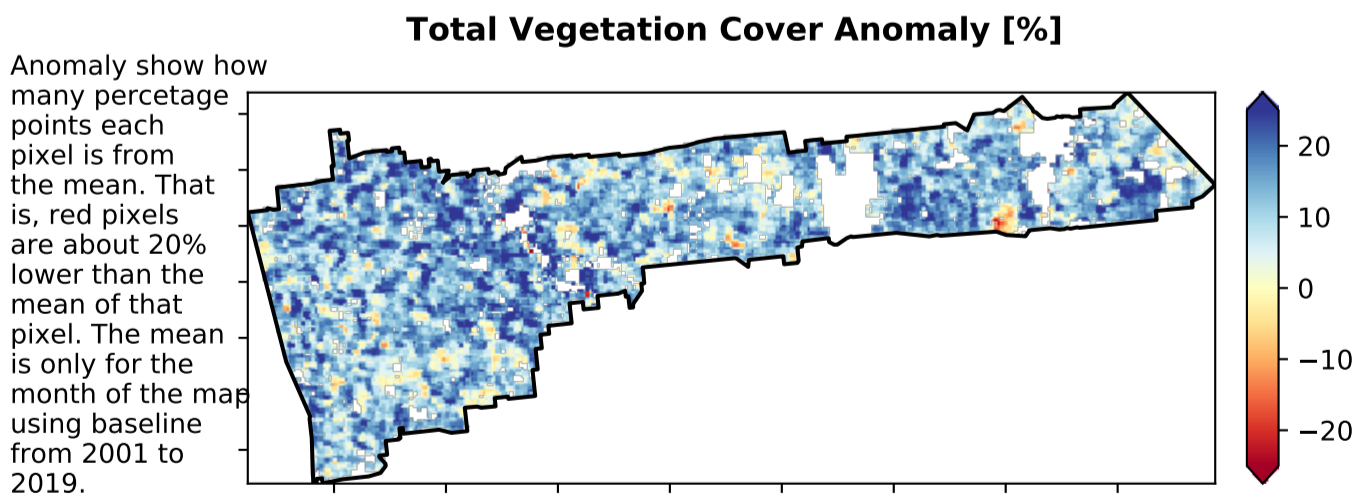 Total Vegetation Cover Anomaly [%]
Anomaly show how
many percetage
points each
pixel is from
the mean. That
is, red pixels
are about 20%
lower than the
mean of that
pixel. The mean
is only for the
month of the map
using baseline
from 2001 to
2019.
20
10
0
−10
−20